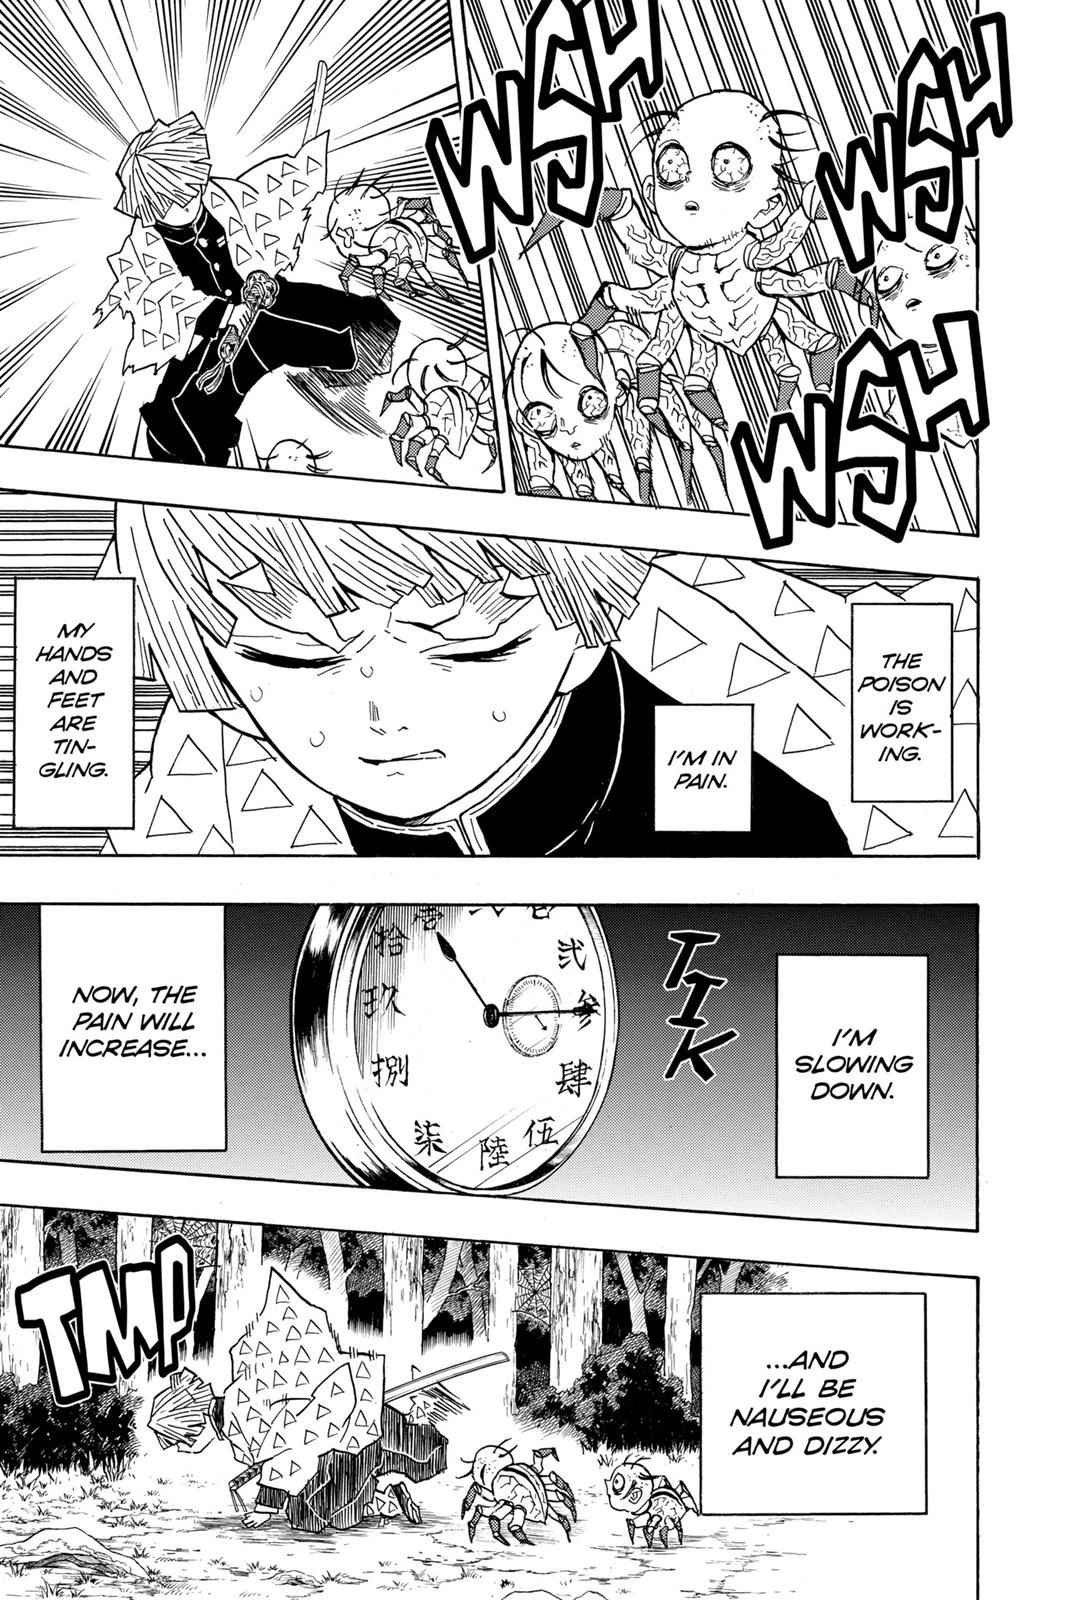 WSH
WSH
WSH
THE
POISON
IS
WORK-
ING.
I'M IN
PAIN.
MY
HANDS
AND
FEET
ARE
TIN-
GLING.
I'M
SLOWING
DOWN.
TIK
弐
参
肆
伍
陸
柒
捌
玖
拾
壱
NOW, THE
PAIN WILL
INCREASE...
...AND
I'LL BE
NAUSEOUS
AND DIZZY.
TMP